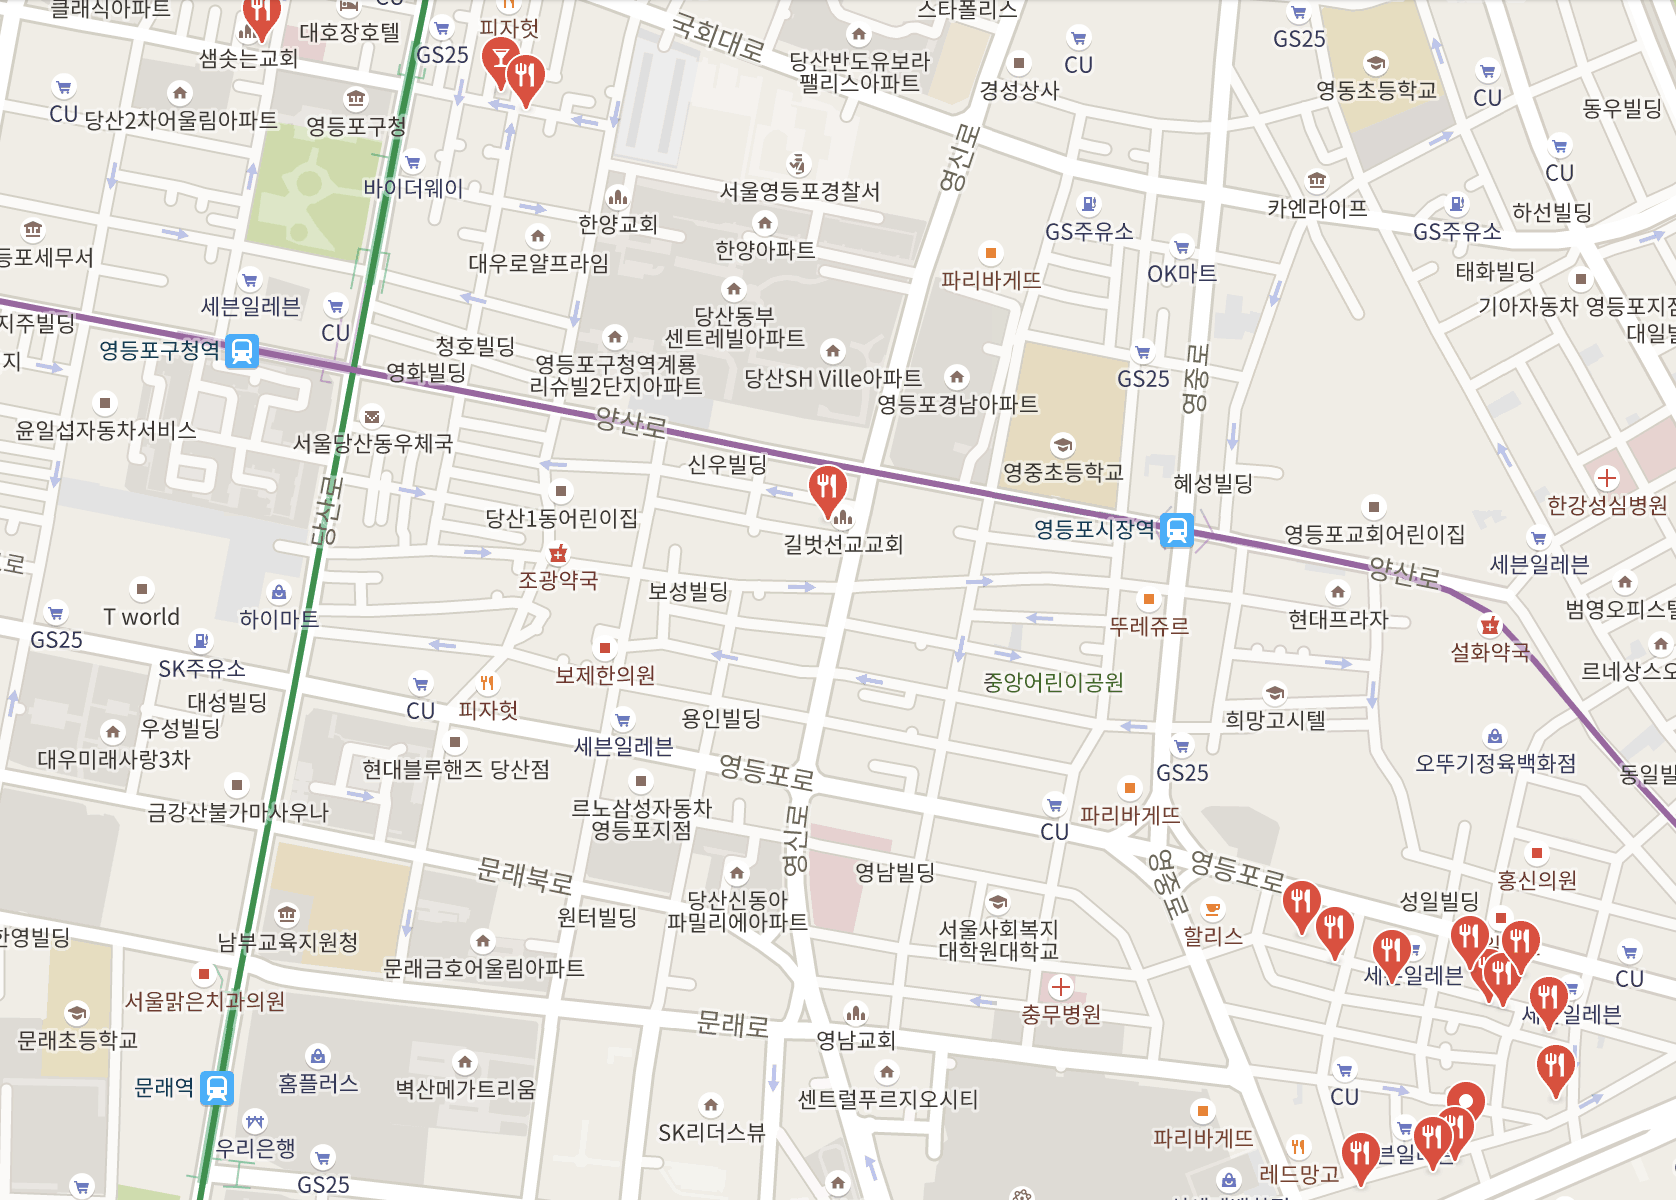 클래식아파트
CU
피자헛
스타폴리스
대호장호텔
국회대로
GS25
GS25
샘솟는교회
당산반도유보라
팰리스아파트
CU
경성상사
영동초등학교
CU
동우빌딩
CU
당산2차어울림아파트
영등포구청
바이더웨이
서울영등포경찰서
영신로
CU
카엔라이프
하선빌딩
한양교회
한양아파트
GS주유소
GS주유소
등포세무서
대우로얄프라임
파리바게뜨
OK마트
태화빌딩
세븐일레븐
기아자동차 영등포지점
지주빌딩
CU
당산동부
센트레빌아파트
대일빌
영등포구청역
지
청호빌딩
영화빌딩
영등포구청역계룡
리슈빌2단지아파트
당산SH Ville아파트
영등포경남아파트
GS25
영중로
윤일섭자동차서비스
서울당산동우체국
양산로
신우빌딩
영중초등학교
혜성빌딩
한강성심병원
당산로
당산1동어린이집
길벗선교교회
영등포시장역
영등포교회어린이집
세븐일레븐
양산로
로
조광약국
보성빌딩
T world
하이마트
뚜레쥬르
현대프라자
범영오피스텔
GS25
SK주유소
보제한의원
설화약국
르네상스오
대성빌딩
CU
피자헛
중앙어린이공원
우성빌딩
용인빌딩
희망고시텔
대우미래사랑3차
세븐일레븐
현대블루핸즈 당산점
영등포로
GS25
오뚜기정육백화점
동일빌
금강산불가마사우나
르노삼성자동차
영등포지점
영신로
CU
파리바게뜨
문래북로
영남빌딩
영중로
영등포로
홍신의원
당산신동아
파밀리에아파트
성일빌딩
한영빌딩
남부교육지원청
원터빌딩
서울사회복지
대학원대학교
할리스
문래금호어울림아파트
세븐일레븐
CU
서울맑은치과의원
충무병원
세븐일레븐
문래초등학교
문래로
영남교회
문래역
홈플러스
벽산메가트리움
센트럴푸르지오시티
CU
우리은행
SK리더스뷰
파리바게뜨
븐일레븐
GS25
레드망고